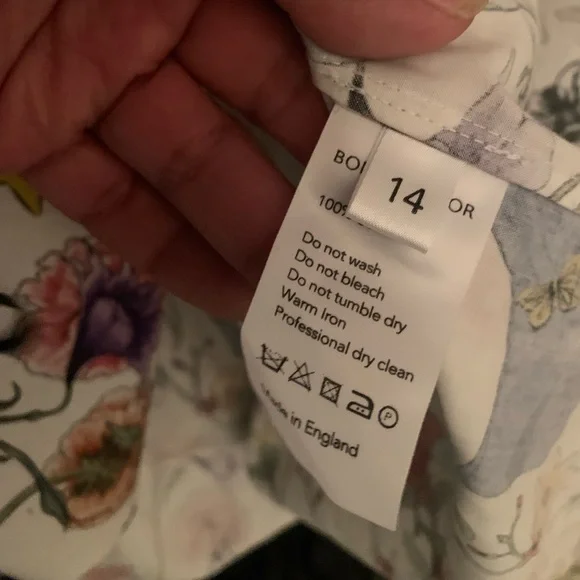 14
OR
Do not wash
Do not bleach
Do not tumble dry
Warm Iron
Professional dry clean
P
in England